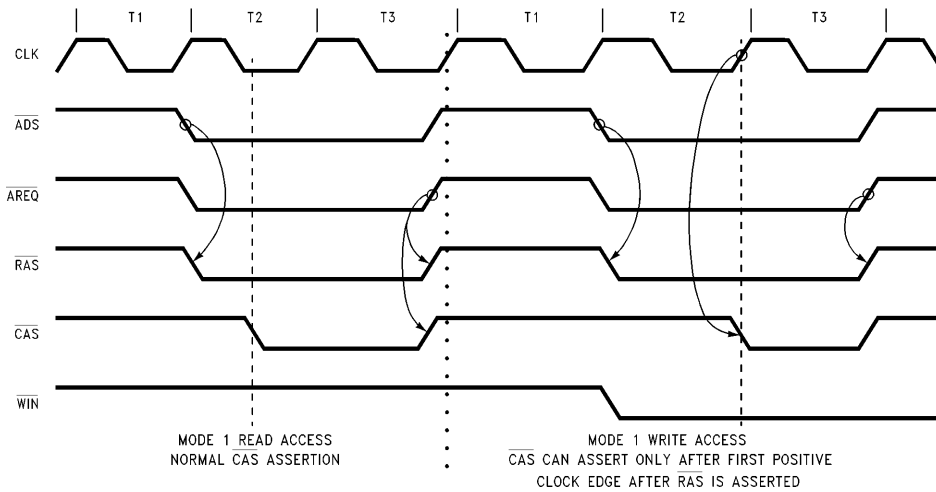 T1 T2 T3 T1 T2 T3
CLK
ADS
AREQ
RAS
CAS
WIN
MODE 1 READ ACCESS
NORMAL CAS ASSERTION
MODE 1 WRITE ACCESS
CAS CAN ASSERT ONLY AFTER FIRST POSITIVE
CLOCK EDGE AFTER RAS IS ASSERTED